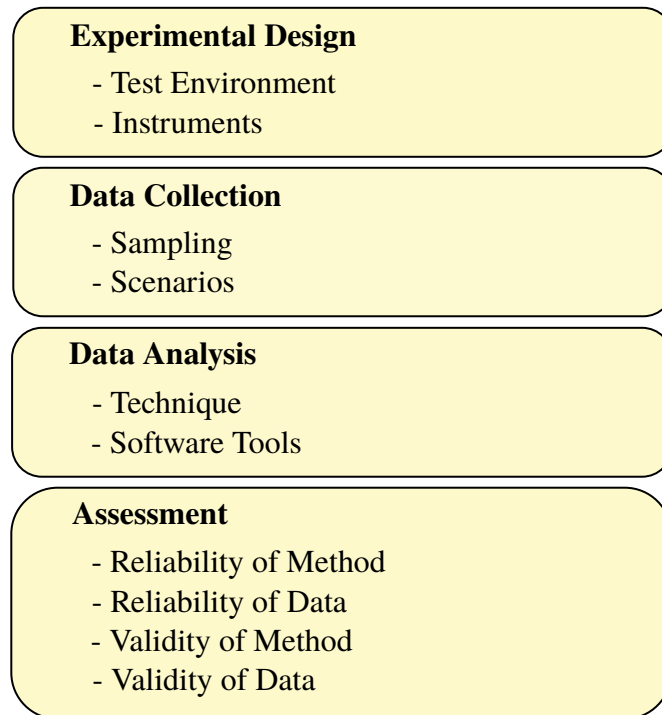 Experimental Design
- Test Environment
- Instruments
Data Collection
- Sampling
- Scenarios
Data Analysis
- Technique
- Software Tools
Assessment
- Reliability of Method
- Reliability of Data
- Validity of Method
- Validity of Data